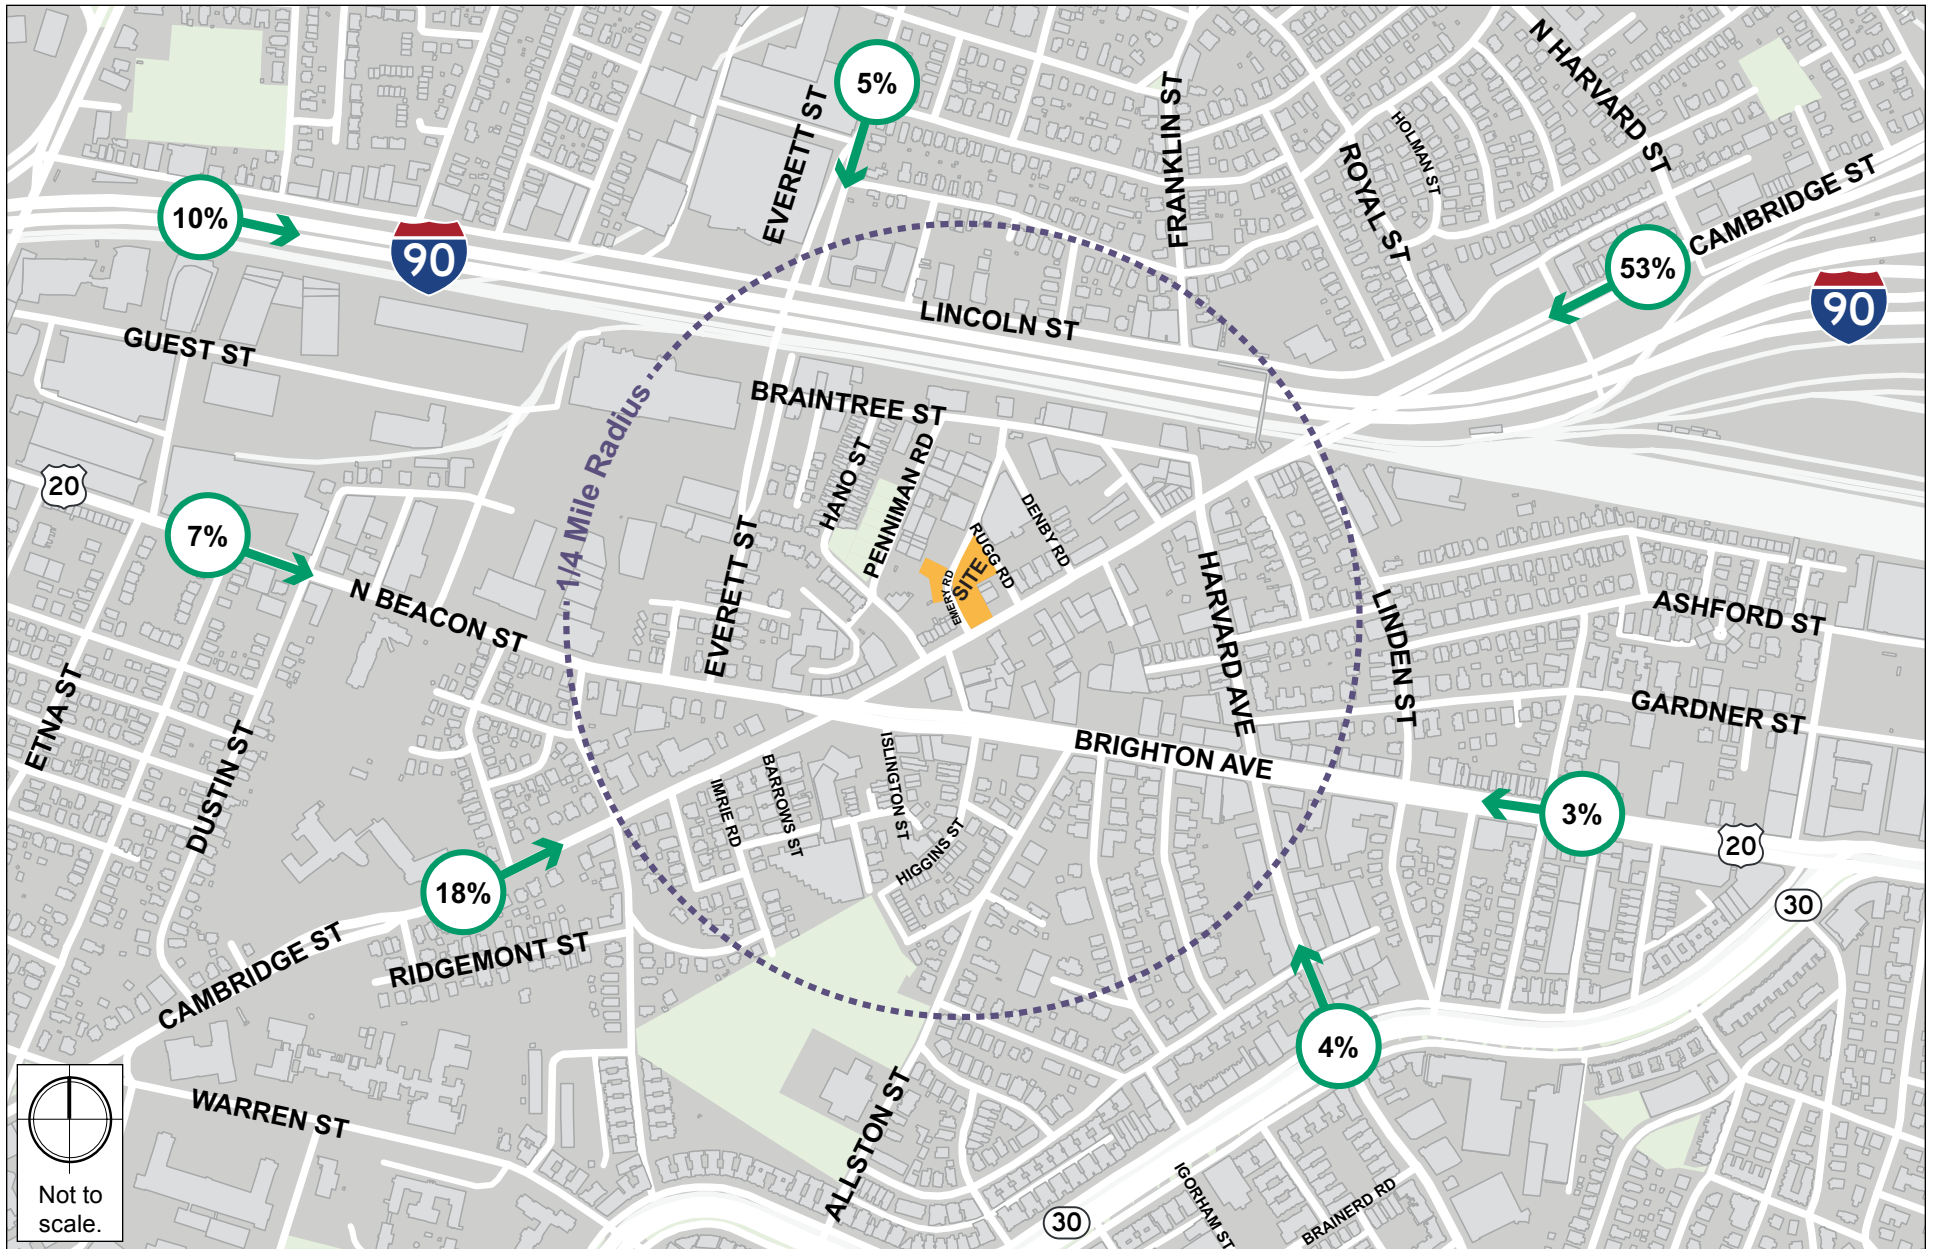 N HARVARD ST
5%
EVERETT ST
FRANKLIN ST
HOLMAN ST
ROYAL ST
CAMBRIDGE ST
10%
90
53%
90
LINCOLN ST
GUEST ST
BRAINTREE ST
1/4 Mile Radius
HANO ST
PENNIMAN RD
20
DENBY RD
RUGG RD
SITE
EMERY RD
7%
EVERETT ST
N BEACON ST
HARVARD AVE
LINDEN ST
ASHFORD ST
GARDNER ST
ETNA ST
DUSTIN ST
BRIGHTON AVE
ISLINGTON ST
BARROWS ST
IMRIE RD
HIGGINS ST
3%
20
18%
30
CAMBRIDGE ST
RIDGEMONT ST
4%
WARREN ST
ALLSTON ST
Not to
scale.
30
IGORHAM ST
BRAINERD RD